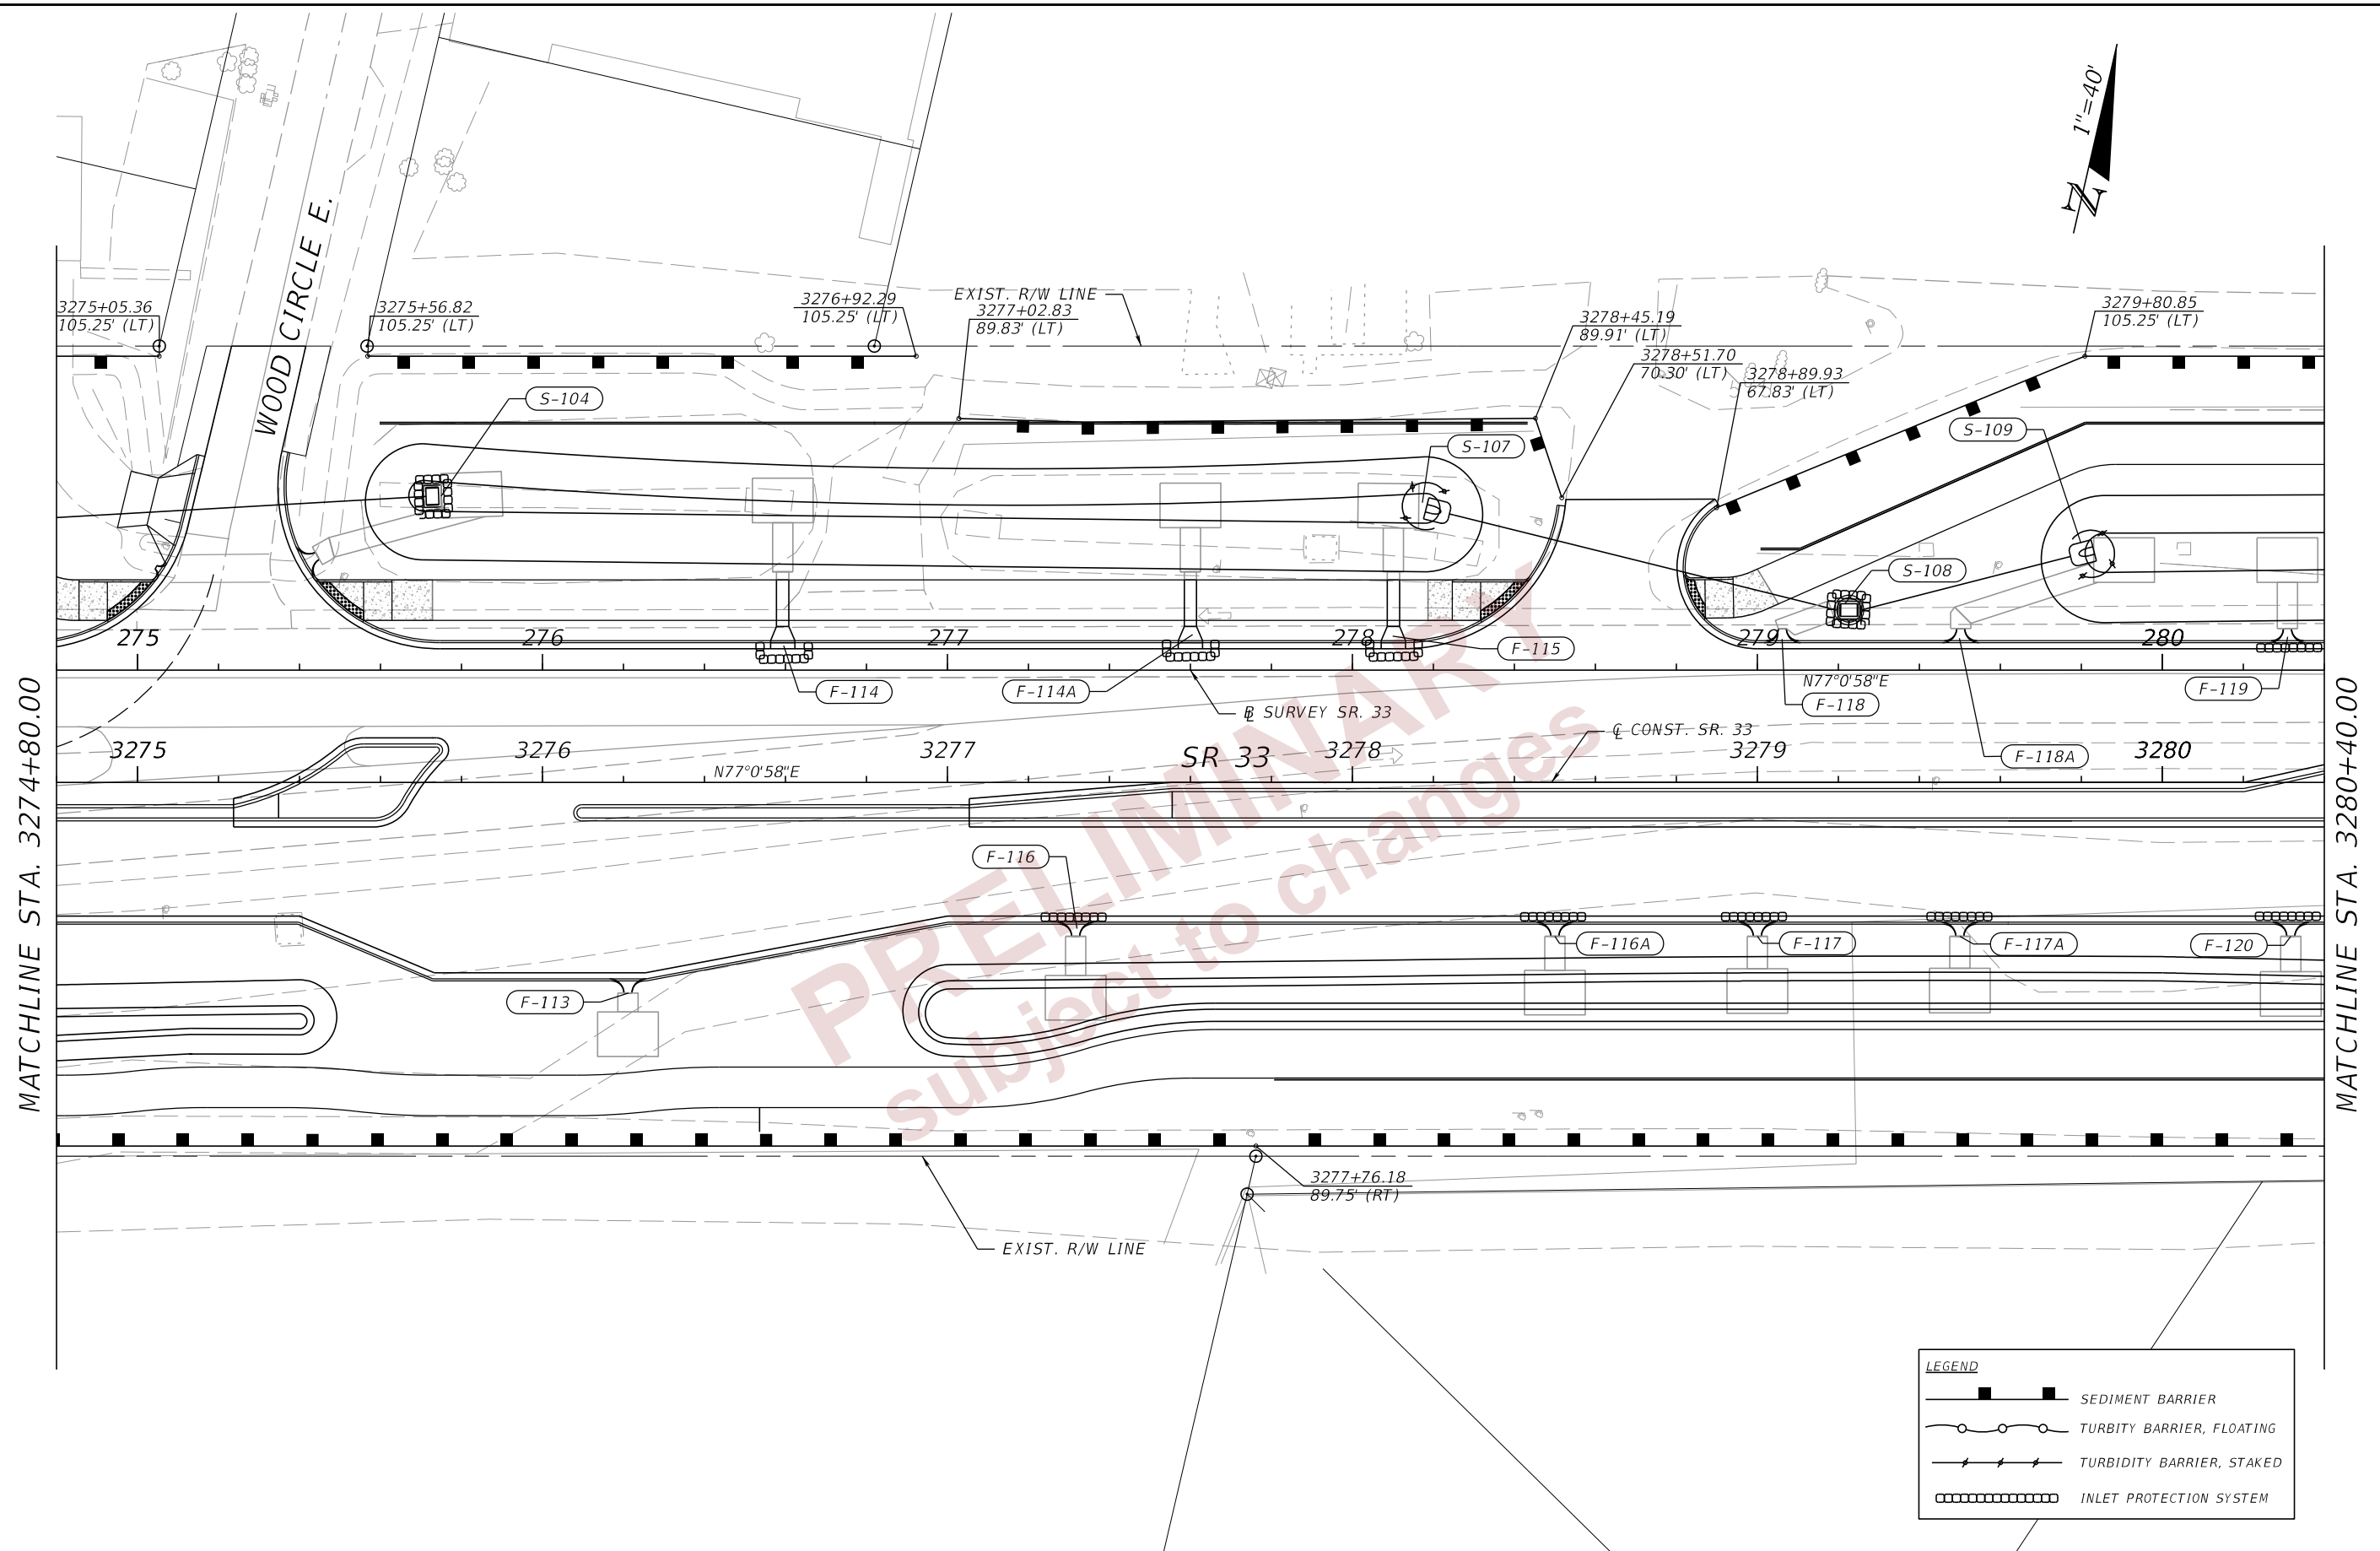 1"=40'
N
WOOD CIRCLE E.
3275+05.36
105.25' (LT)
3275+56.82
105.25' (LT)
3276+92.29
105.25' (LT)
EXIST. R/W LINE
3277+02.83
89.83' (LT)
3278+45.19
89.91' (LT)
3278+51.70
70.30' (LT)
3278+89.93
67.83' (LT)
3279+80.85
105.25' (LT)
S-104
S-107
S-109
S-108
275
276
277
278
279
280
F-114
F-114A
F-115
N77°0'58"E
F-118
F-119
F-118A
B SURVEY SR. 33
CL CONST. SR. 33
3275
3276
3277
SR 33
3278
3279
3280
N77°0'58"E
MATCHLINE STA. 3274+80.00
MATCHLINE STA. 3280+40.00
PRELIMINARY
subject to changes
F-116
F-116A
F-117
F-117A
F-120
F-113
3277+76.18
89.75' (RT)
EXIST. R/W LINE
LEGEND
SEDIMENT BARRIER
TURBITY BARRIER, FLOATING
TURBIDITY BARRIER, STAKED
INLET PROTECTION SYSTEM